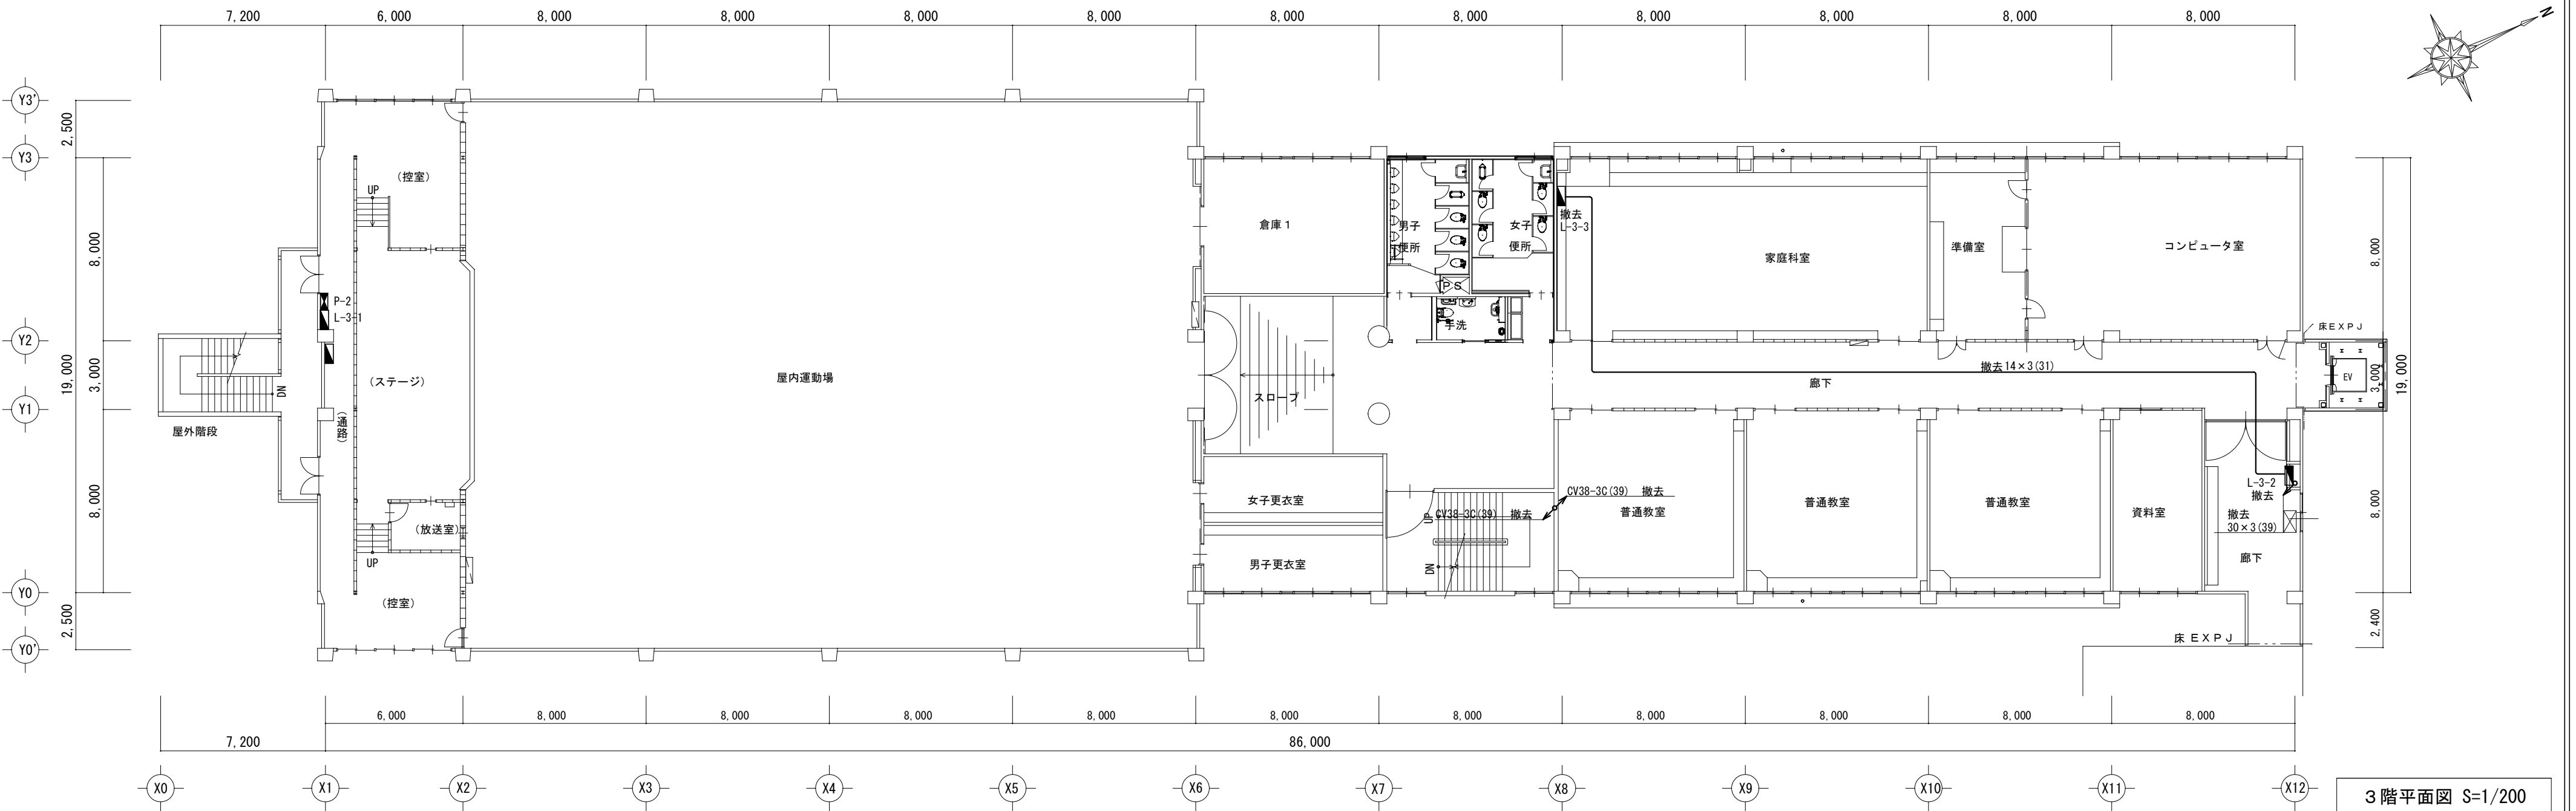 7,200 6,000 8,000 8,000 8,000 8,000 8,000 8,000 8,000 8,000 8,000 8,000
N
Y3'
2,500
Y3
(控室)
UP
8,000
倉庫１
男子
便所
女子
便所
PS
手洗
撤去
L-3-3
家庭科室
準備室
コンピュータ室
8,000
P-2
L-3-1
Y2
床EXPJ
19,000
3,000
(ステージ)
屋内運動場
スロープ
撤去14×3(31)
廊下
EV
3,000
19,000
DN
Y1
屋外階段
(通路)
8,000
女子更衣室
UP
CV38-3C(39) 撤去
CV38-3C(39) 撤去
普通教室
普通教室
普通教室
資料室
L-3-2
撤去
撤去
30×3(39)
廊下
8,000
(放送室)
UP
男子更衣室
DN
Y0
(控室)
2,500
2,400
床 EXPJ
Y0'
6,000 8,000 8,000 8,000 8,000 8,000 8,000 8,000 8,000 8,000 8,000
7,200 86,000
X0 X1 X2 X3 X4 X5 X6 X7 X8 X9 X10 X11 X12
３階平面図 S=1/200